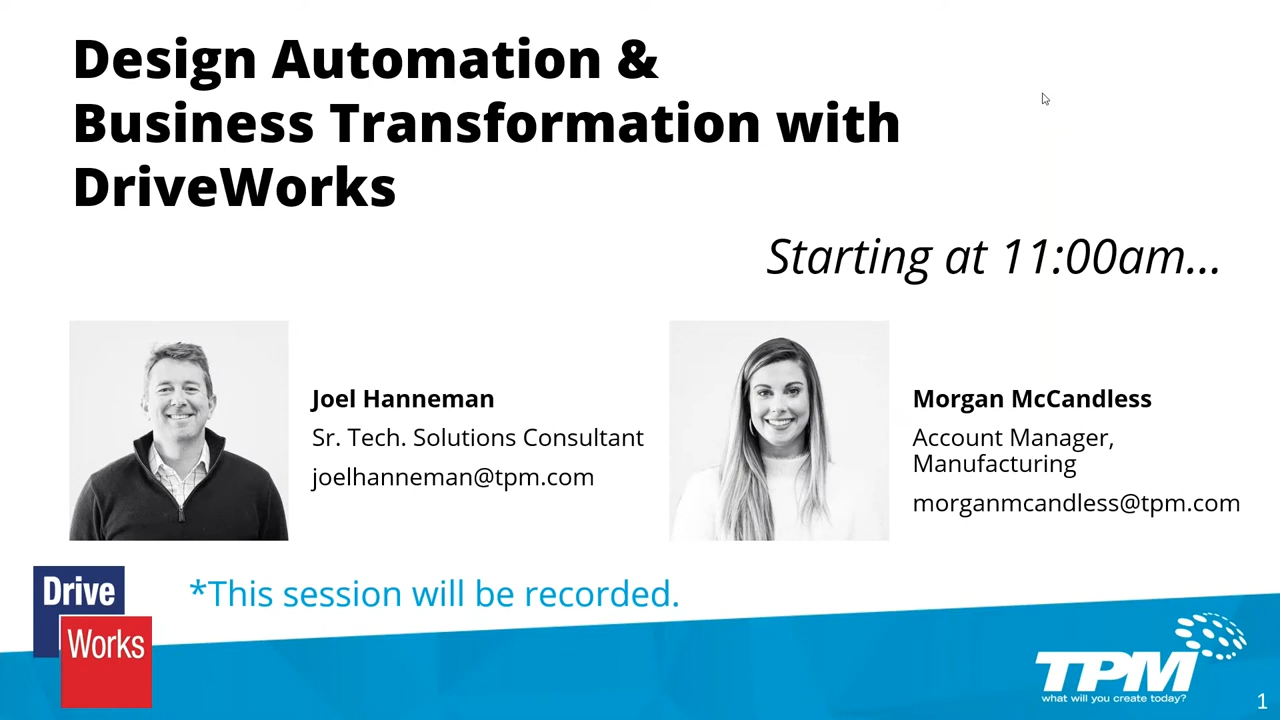 Design Automation &
Business Transformation with
DriveWorks
Starting at 11:00am...
Joel Hanneman
Sr. Tech. Solutions Consultant
joelhanneman@tpm.com
Morgan McCandless
Account Manager,
Manufacturing
morganmcandless@tpm.com
Drive
Works
*This session will be recorded.
TPM
what will you create today?
1